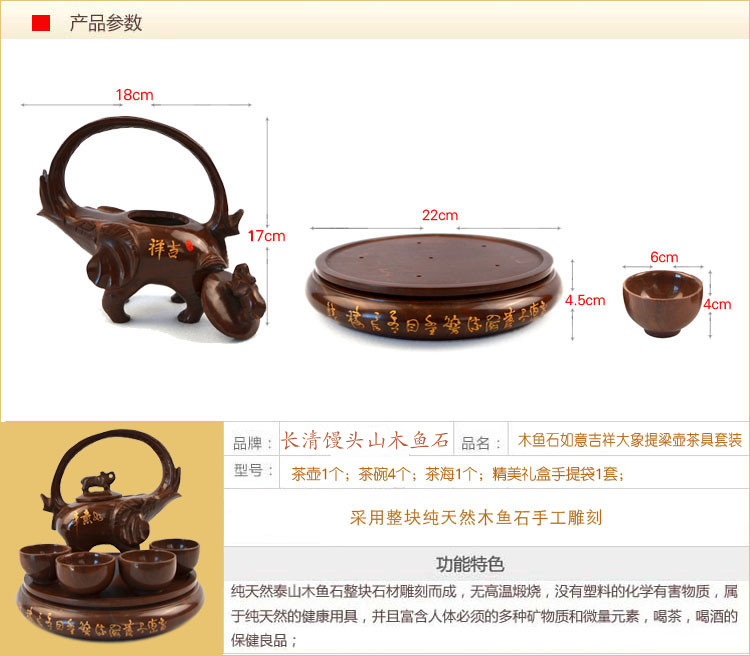 产品参数
18cm
17cm
祥吉
22cm
4.5cm
6cm
4cm
品牌： 长清馒头山木鱼石 品名： 木鱼石如意吉祥大象提梁壶茶具套装
型号： 茶壶1个；茶碗4个；茶海1个；精美礼盒手提袋1套；
采用整块纯天然木鱼石手工雕刻
功能特色
纯天然泰山木鱼石整块石材雕刻而成，无高温煅烧，没有塑料的化学有害物质，属
于纯天然的健康用具，并且富含人体必须的多种矿物质和微量元素，喝茶，喝酒的
保健良品；